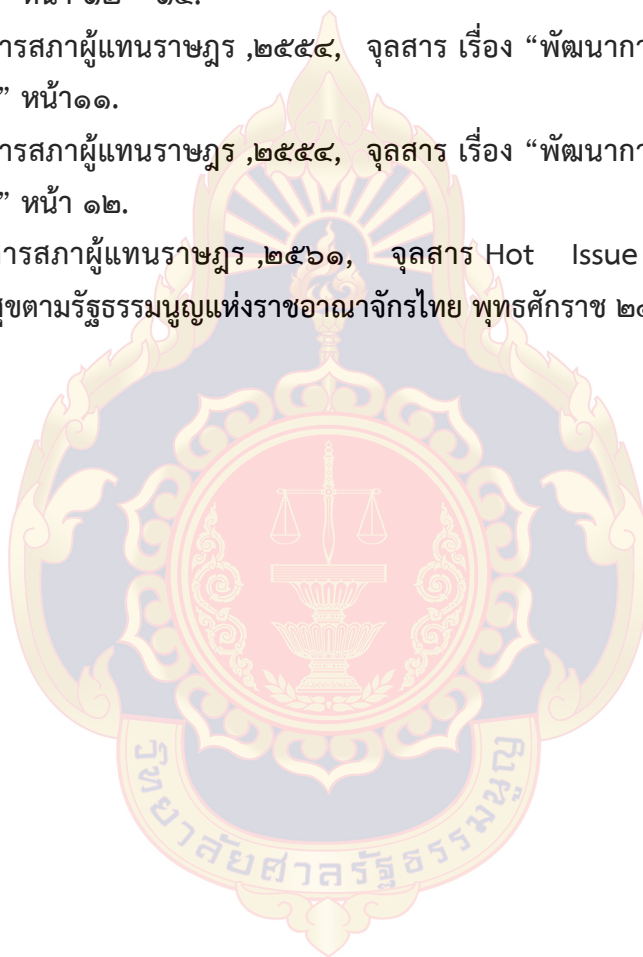 หน้า ๑๒ - ๑๔.
ารสภาผู้แทนราษฎร ,๒๕๕๔, จุลสาร เรื่อง “พัฒนากา
” หน้า๑๑.
ารสภาผู้แทนราษฎร ,๒๕๕๔, จุลสาร เรื่อง “พัฒนากา
” หน้า ๑๒.
ารสภาผู้แทนราษฎร ,๒๕๖๑, จุลสาร Hot Issue
สุขตามรัฐธรรมนูญแห่งราชอาณาจักรไทย พุทธศักราช
วิทยาลัยศาลรัฐธรรมนูญ